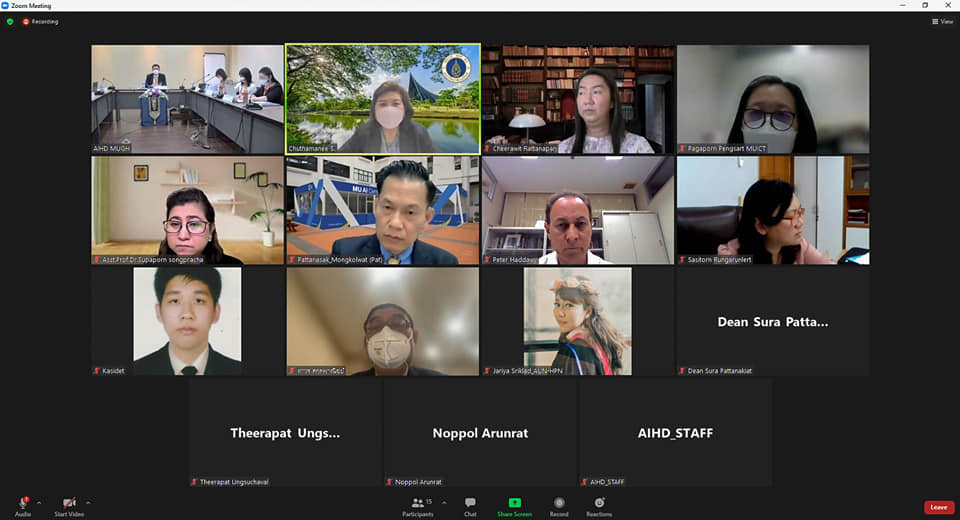 Zoom Meeting
Recording
View
AIHD MUGH
Chuthamanee S.
Cheerawit Rattanapan
Pagaporn Pengsart MUICT
MU AI Cen
Asst.Prof.Dr.Supaporn songpracha
Pattanasak_Mongkolwat (Pat)
Peter Haddawy
Sasitorn Rungarunlert
Kasidet
Jariya Sriklad_AUN-HPN
Dean Sura Patta...
Dean Sura Pattanakiat
Theerapat Ungs...
Noppol Arunrat
AIHD_STAFF
Theerapat Ungsuchaval
Noppol Arunrat
AIHD_STAFF
Audio
Start Video
Participants
15
Chat
Share Screen
Record
Reactions
Leave